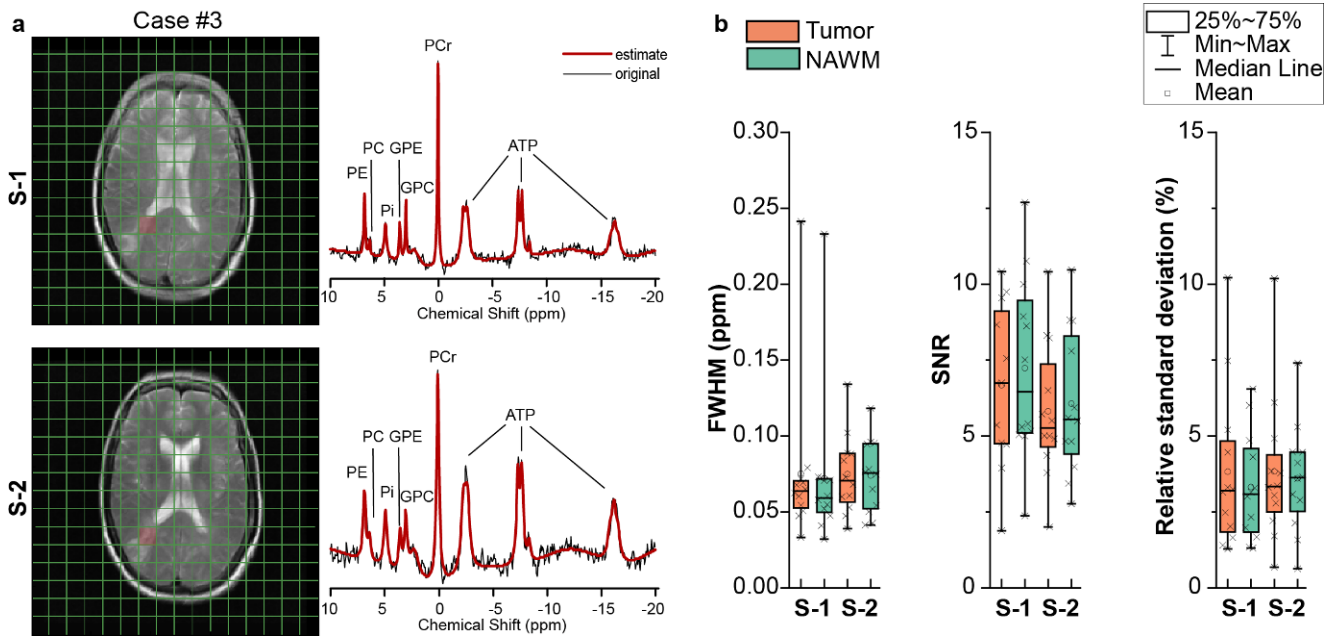 a
Case #3
S-1
PCr
estimate
original
PC GPE
ATP
PE
GPC
Pi
10 5 0 -5 -10 -15 -20
Chemical Shift (ppm)
S-2
PCr
ATP
PC GPE
PE
Pi GPC
10 5 0 -5 -10 -15 -20
Chemical Shift (ppm)
b
Tumor
NAWM
25%~75%
Min~Max
Median Line
Mean
FWHM (ppm)
0.30
0.25
0.20
0.15
0.10
0.05
0.00
S-1 S-2
SNR
15
10
5
0
S-1 S-2
Relative standard deviation (%)
15
10
5
0
S-1 S-2